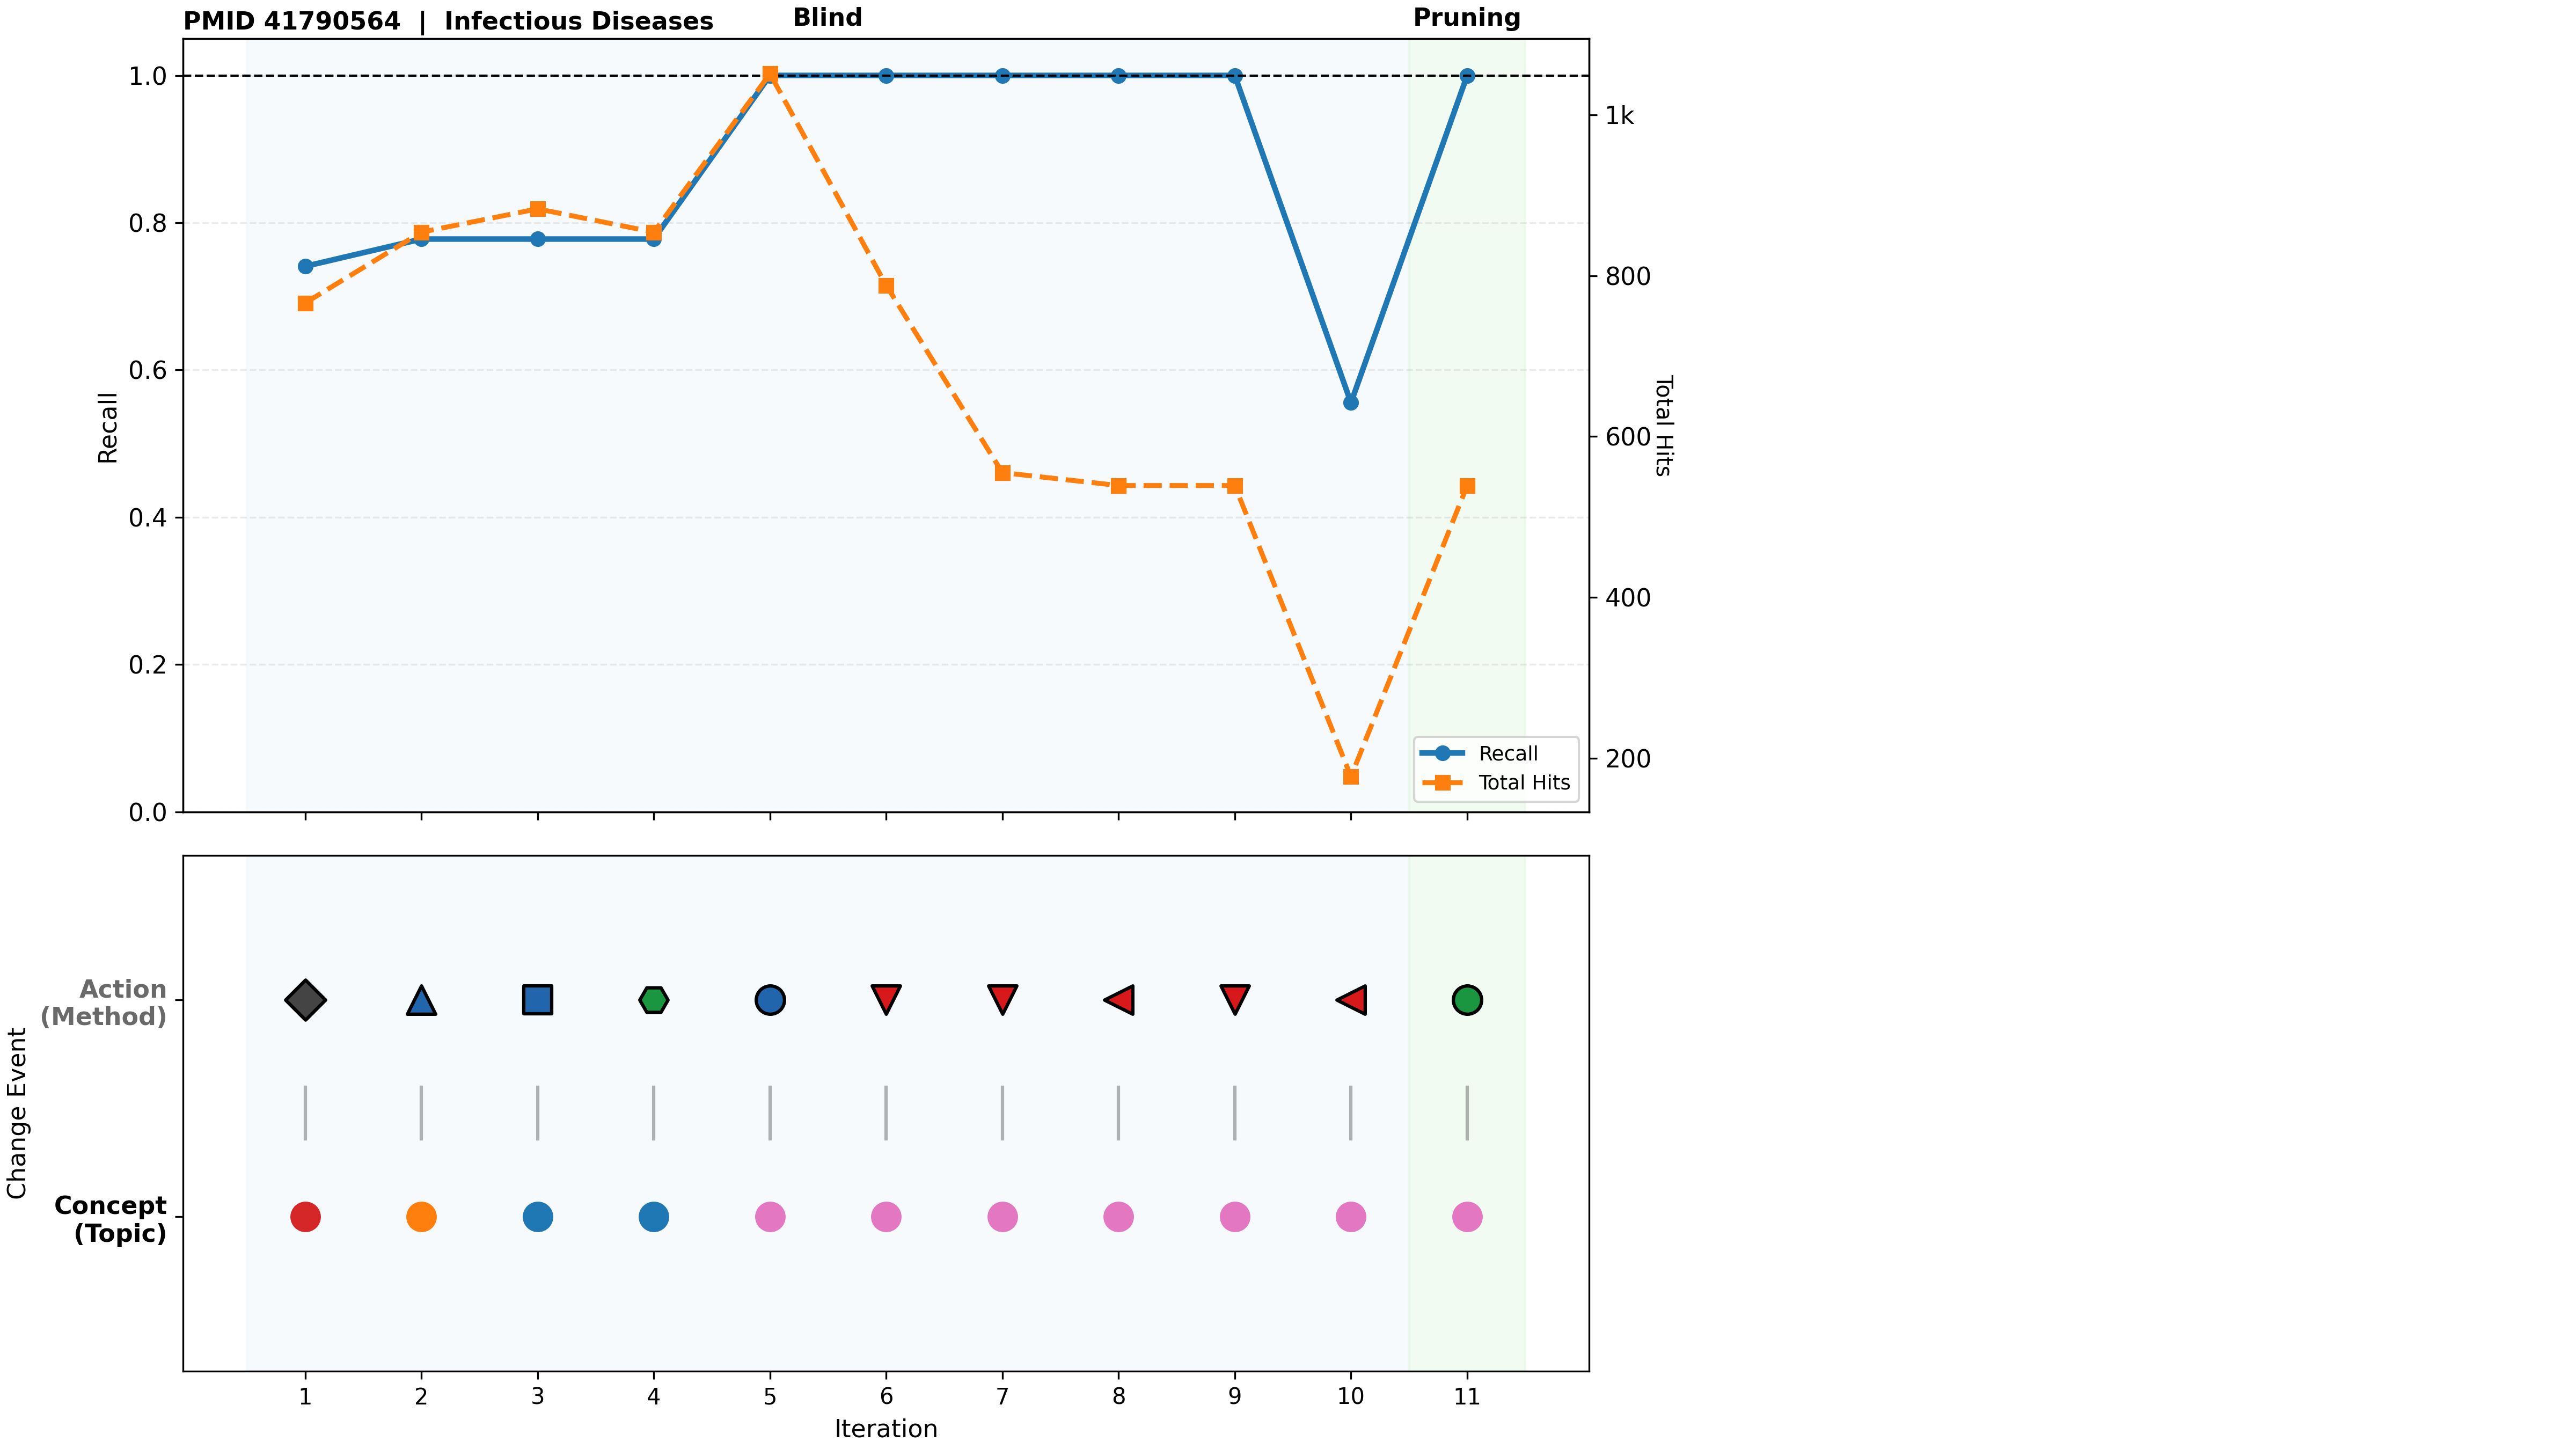 PMID 41790564 | Infectious Diseases
Blind
Pruning
1.0
0.8
0.6
0.4
0.2
0.0
Recall
1k
800
600
400
200
Total Hits
Recall
Total Hits
Action
(Method)
Concept
(Topic)
Change Event
1 2 3 4 5 6 7 8 9 10 11
Iteration